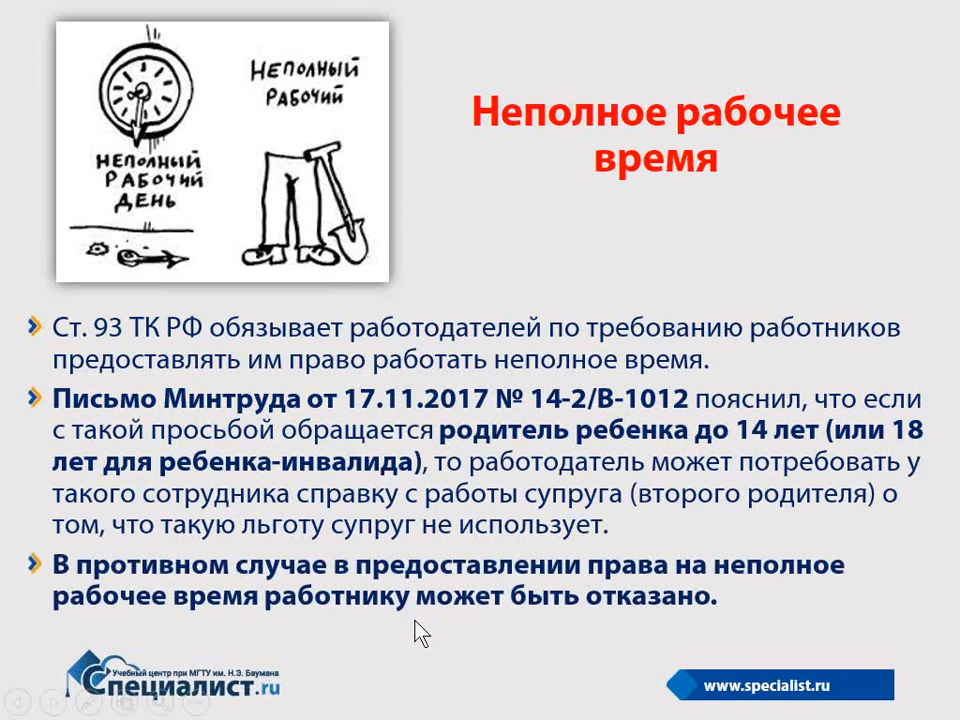 НЕПОЛНЫЙ
РАБОЧИЙ
ДЕНЬ
НЕПОЛНЫЙ
РАБОЧИЙ
Неполное рабочее
время
Ст. 93 ТК РФ обязывает работодателей по требованию работников
предоставлять им право работать неполное время.
Письмо Минтруда от 17.11.2017 № 14-2/В-1012 пояснил, что если
с такой просьбой обращается родитель ребенка до 14 лет (или 18
лет для ребенка-инвалида), то работодатель может потребовать у
такого сотрудника справку с работы супруга (второго родителя) о
том, что такую льготу супруг не использует.
В противном случае в предоставлении права на неполное
рабочее время работнику может быть отказано.
Учебный центр при МГТУ им. Н.Э. Баумана
Специалист.ru
www.specialist.ru